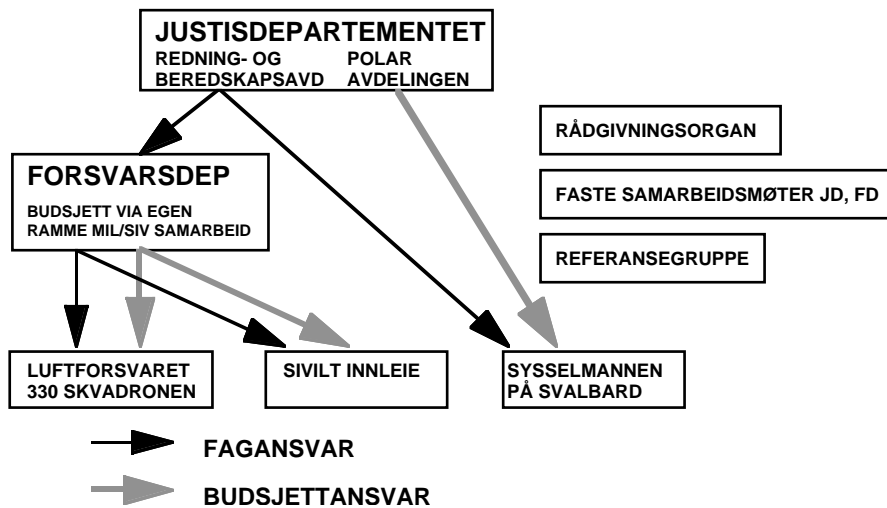 JUSTISDEPARTEMENTET
REDNING- OG
BEREDSKAPSAVD
POLAR
AVDELINGEN
RÅDGIVNINGSORGAN
FORSVARSDEP
BUDSJETT VIA EGEN
RAMME MIL/SIV SAMARBEID
FASTE SAMARBEIDSMØTER JD, FD
REFERANSEGRUPPE
LUFTFORSVARET
330 SKVADRONEN
SIVILT INNLEIE
SYSSELMANNEN
PÅ SVALBARD
FAGANSVAR
BUDSJETTANSVAR